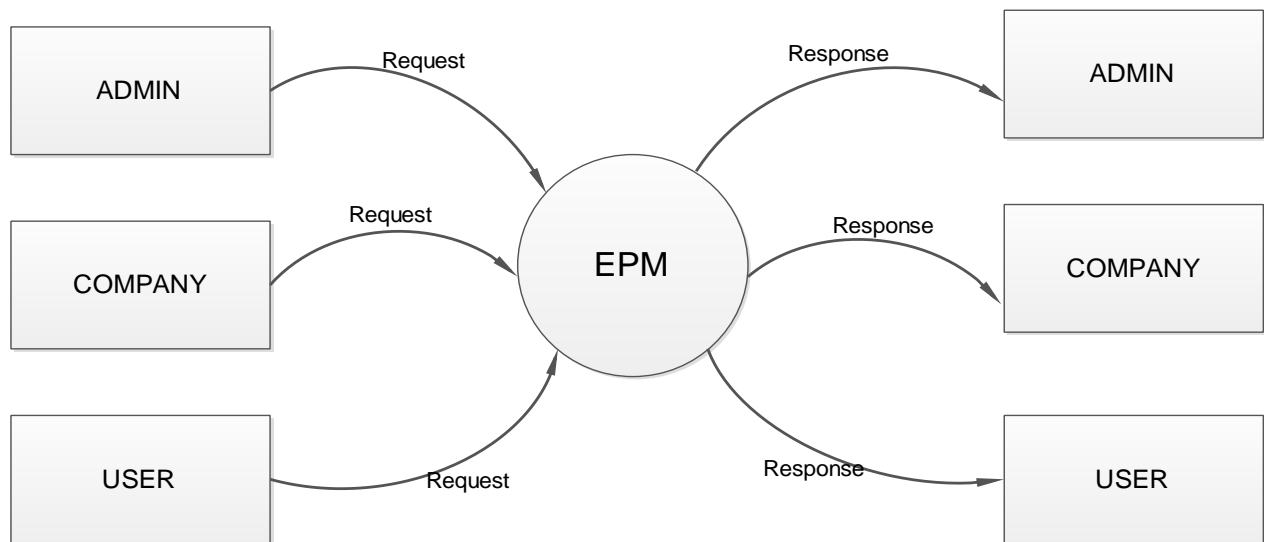 ADMIN
Request
Response
ADMIN
COMPANY
Request
EPM
Response
COMPANY
USER
Request
Response
USER